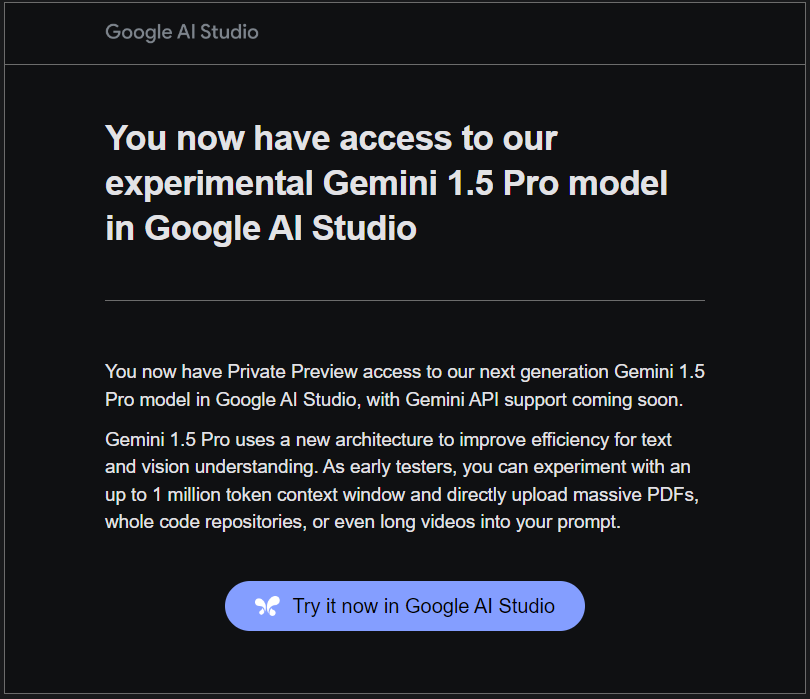 Google AI Studio
You now have access to our
experimental Gemini 1.5 Pro model
in Google AI Studio
You now have Private Preview access to our next generation Gemini 1.5
Pro model in Google AI Studio, with Gemini API support coming soon.
Gemini 1.5 Pro uses a new architecture to improve efficiency for text
and vision understanding. As early testers, you can experiment with an
up to 1 million token context window and directly upload massive PDFs,
whole code repositories, or even long videos into your prompt.
Try it now in Google AI Studio